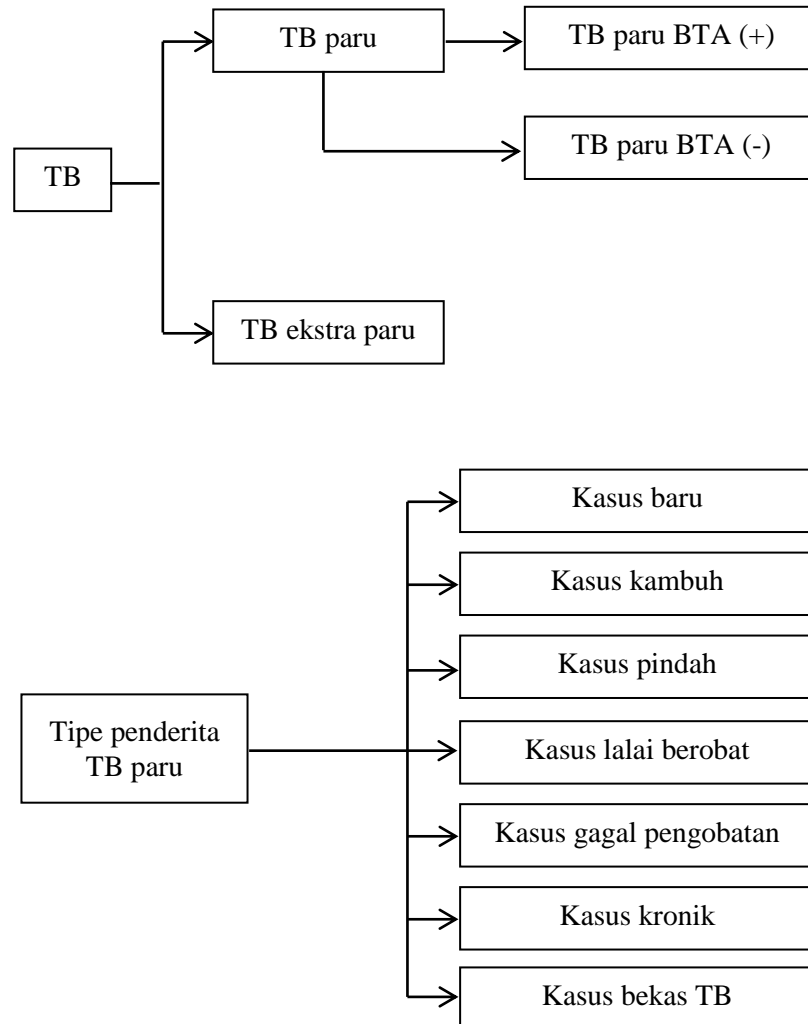 TB paru
TB paru BTA (+)
TB paru BTA (-)
TB
TB ekstra paru
Kasus baru
Kasus kambuh
Kasus pindah
Tipe penderita
TB paru
Kasus lalai berobat
Kasus gagal pengobatan
Kasus kronik
Kasus bekas TB